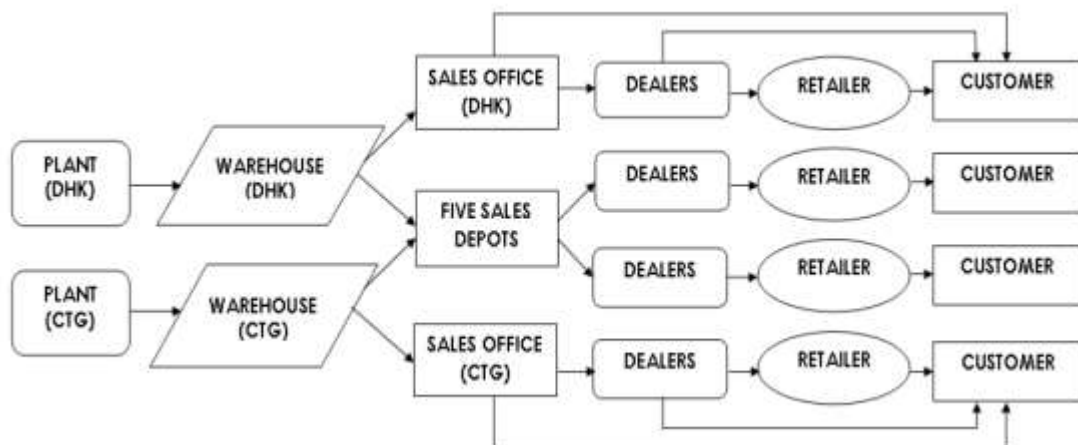 SALES OFFICE
(DHK)
DEALERS
RETAILER
CUSTOMER
PLANT
(DHK)
WAREHOUSE
(DHK)
FIVE SALES
DEPOTS
DEALERS
RETAILER
CUSTOMER
DEALERS
RETAILER
CUSTOMER
PLANT
(CTG)
WAREHOUSE
(CTG)
SALES OFFICE
(CTG)
DEALERS
RETAILER
CUSTOMER